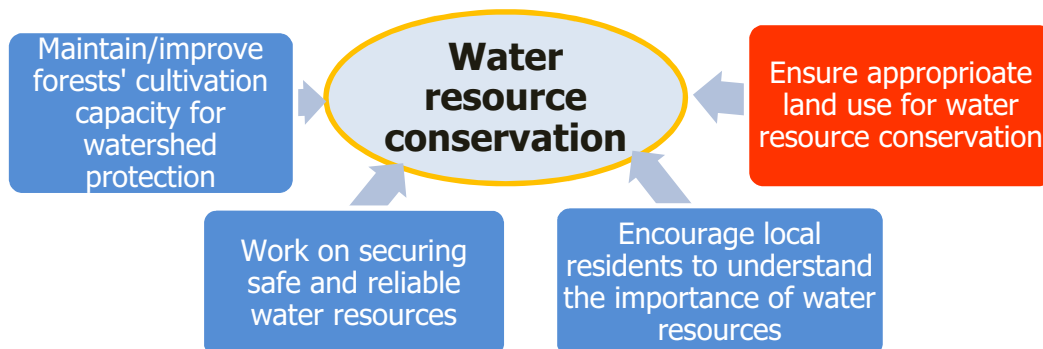 Maintain/improve
forests' cultivation
capacity for
watershed
protection
Water
resource
conservation
Ensure approprioate
land use for water
resource conservation
Work on securing
safe and reliable
water resources
Encourage local
residents to understand
the importance of water
resources